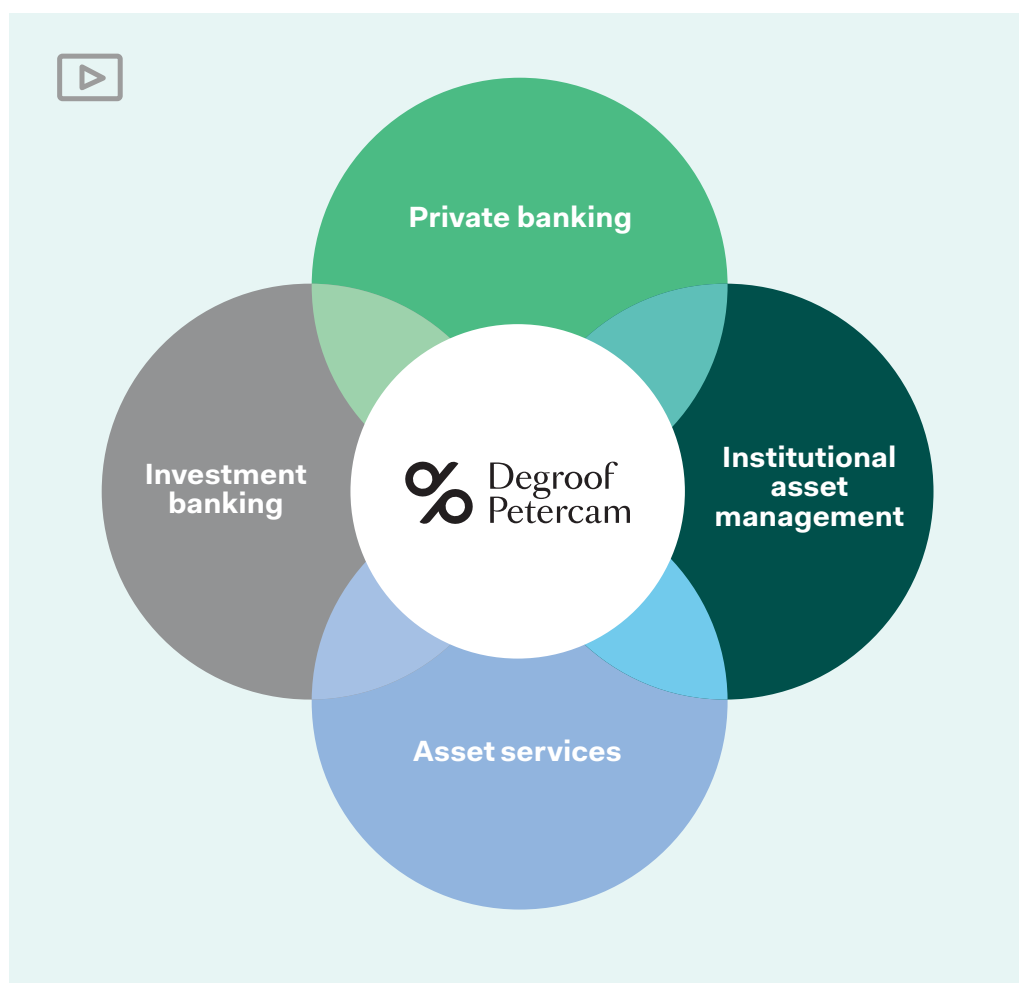 Private banking
Investment
banking
Degroof
Petercam
Institutional
asset
management
Asset services